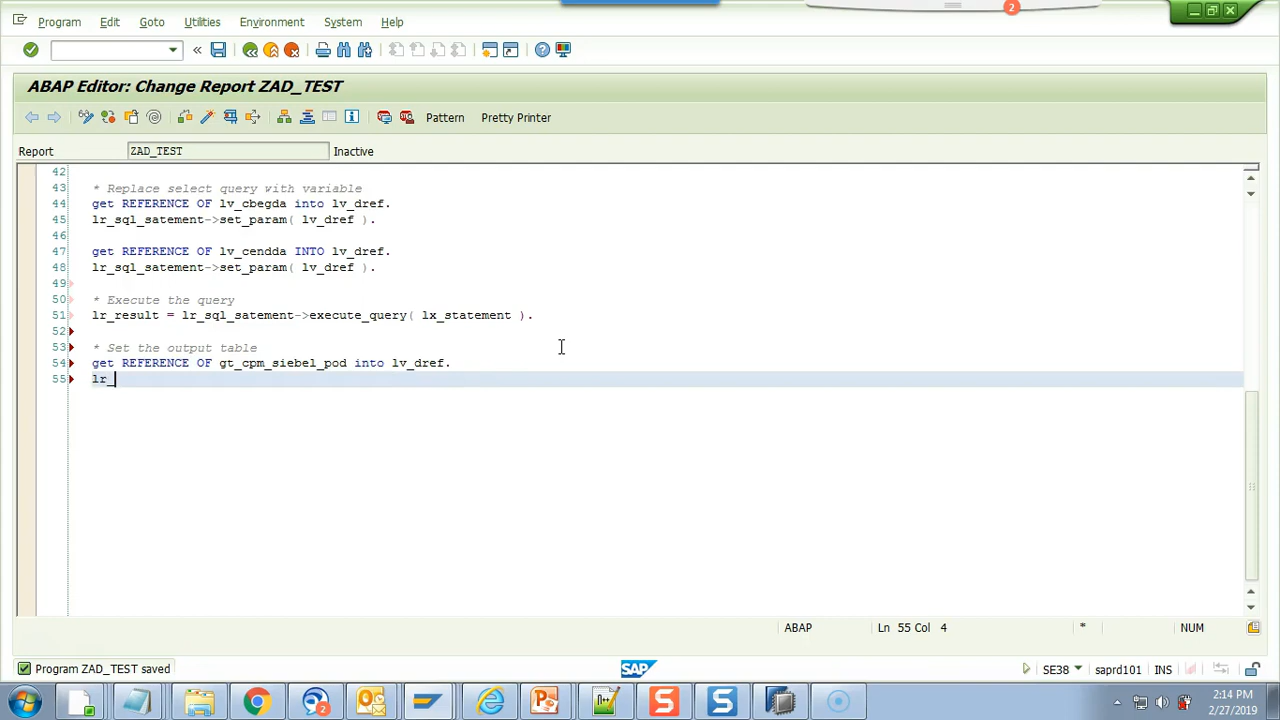 2
Program Edit Goto Utilities Environment System Help
«
ABAP Editor: Change Report ZAD_TEST
Pattern Pretty Printer
Report ZAD_TEST Inactive
42
43 * Replace select query with variable
44 get REFERENCE OF lv_cbegda into lv_dref.
45 lr_sql_satement->set_param( lv_dref ).
46
47 get REFERENCE OF lv_cendda INTO lv_dref.
48 lr_sql_satement->set_param( lv_dref ).
49
50 * Execute the query
51 lr_result = lr_sql_satement->execute_query( lx_statement ).
52
53 * Set the output table
54 get REFERENCE OF gt_cpm_siebel_pod into lv_dref.
55 lr_
ABAP Ln 55 Col 4 * NUM
Program ZAD_TEST saved SAP SE38 saprd101 INS
2 2:14 PM
2/27/2019